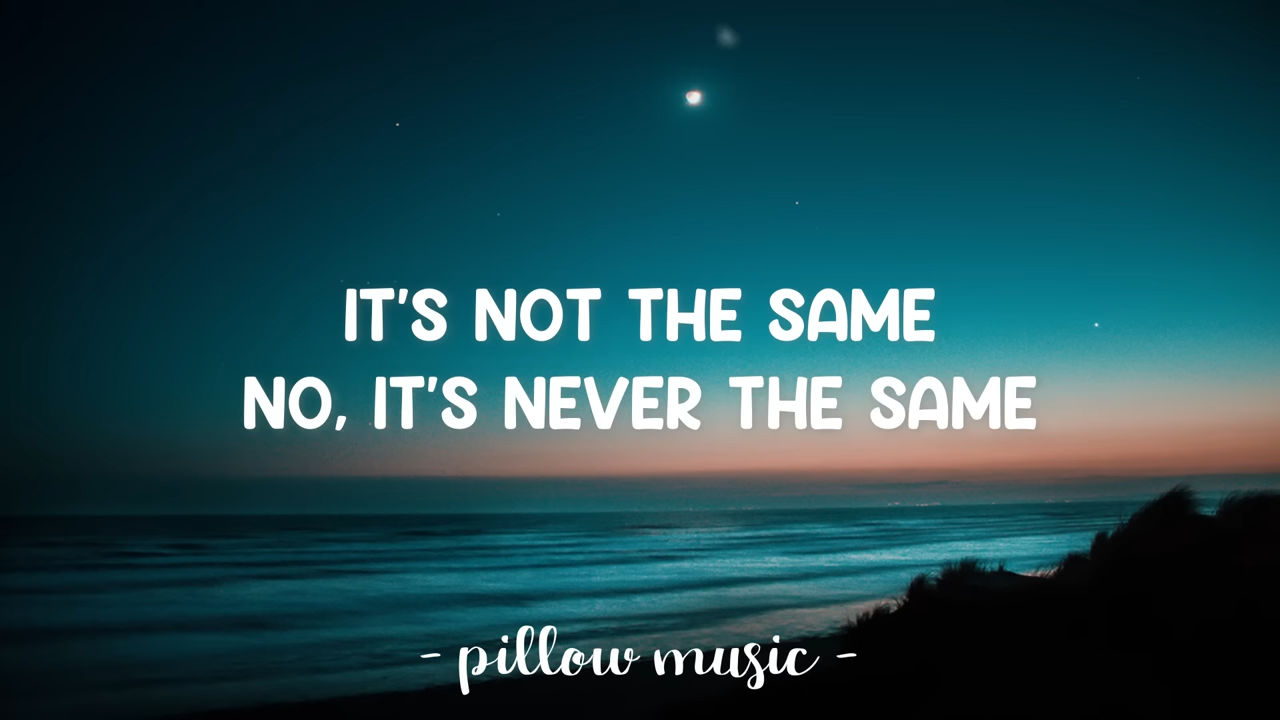 IT'S NOT THE SAME
NO, IT'S NEVER THE SAME
- pillow music -